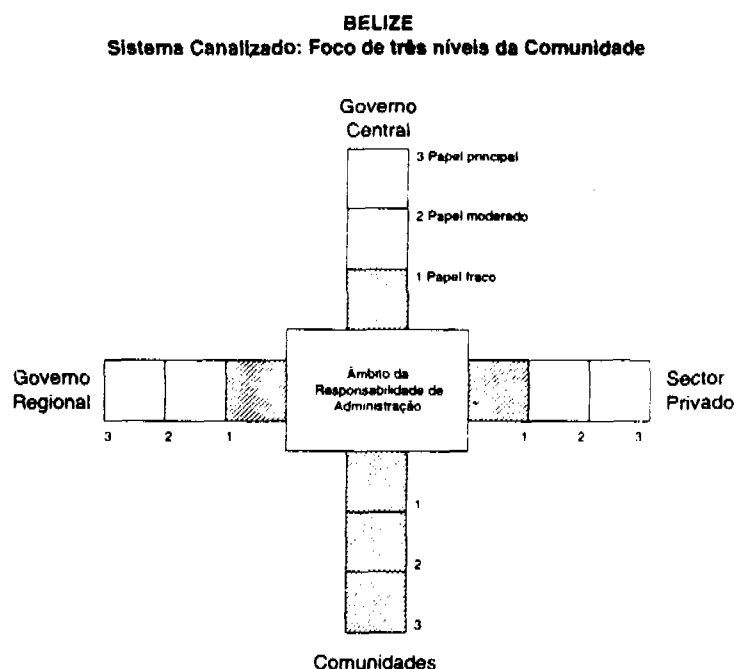 BELIZE
Sistema Canalizado: Foco de três níveis da Comunidade
Governo
Central
3 Papel principal
2 Papel moderado
1 Papel fraco
Governo
Regional
Âmbito da
Responsabilidade de
Administração
Sector
Privado
3 2 1
1 2 3
1
2
3
Comunidades